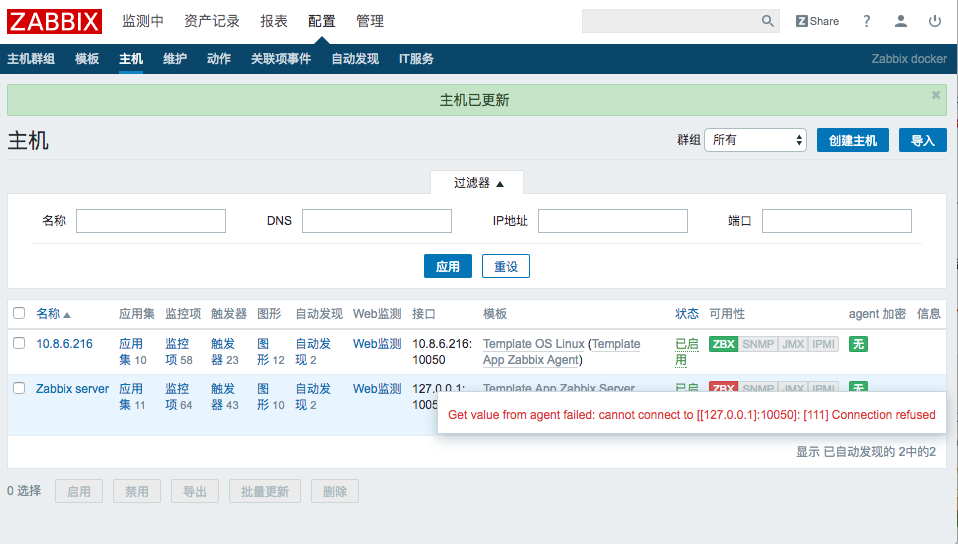 ZABBIX 监测中 资产记录 报表 配置 管理 Share ?
主机群组 模板 主机 维护 动作 关联项事件 自动发现 IT服务 Zabbix docker
主机已更新
主机 群组 所有 创建主机 导入
过滤器
名称 DNS IP地址 端口
应用 重设
名称 应用集 监控项 触发器 图形 自动发现 Web监测 接口 模板 状态 可用性 agent 加密 信息
10.8.6.216 应用 监控 触发 图 自动发 Web监测 10.8.6.216: Template OS Linux (Template 已启 ZBX SNMP JMX IPMI 无
集 10 项 58 器 23 形 12 现 2 10050 App Zabbix Agent) 用
Zabbix server 应用 监控 触发 图 自动发 Web监测 127.0.0.1: Template App Zabbix Server 已启 ZBX SNMP JMX IPMI 无
集 11 项 64 器 43 形 10 现 2
Get value from agent failed: cannot connect to [[127.0.0.1]:10050]: [111] Connection refused
显示 已自动发现的 2中的2
0 选择 启用 禁用 导出 批量更新 删除